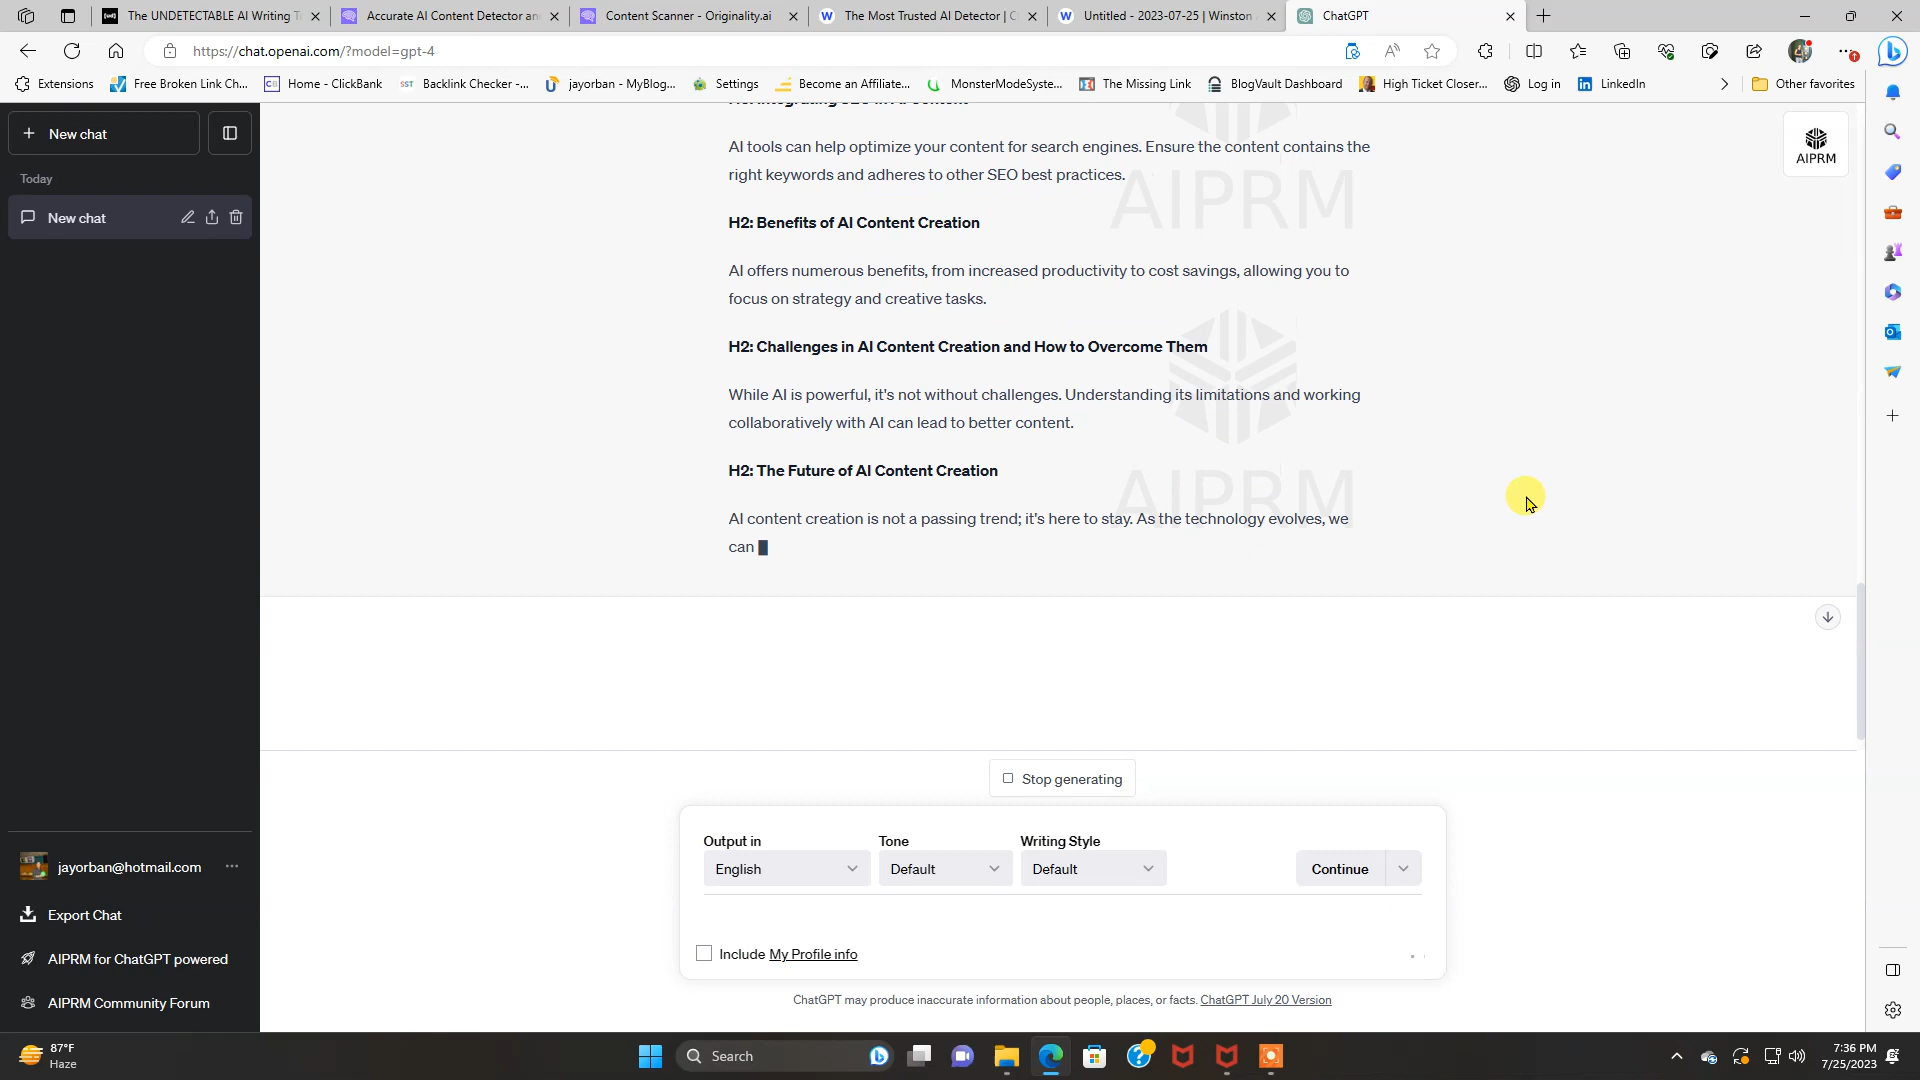 The UNDETECTABLE AI Writing T
Accurate AI Content Detector an
Content Scanner - Originality.ai
The Most Trusted AI Detector | C
Untitled - 2023-07-25 | Winston
ChatGPT
https://chat.openai.com/?model=gpt-4
Extensions
Free Broken Link Ch...
Home - ClickBank
Backlink Checker -...
jayorban - MyBlog...
Settings
Become an Affiliate...
MonsterModeSyste...
The Missing Link
BlogVault Dashboard
High Ticket Closer...
Log in
LinkedIn
Other favorites
New chat
Today
New chat
AIPRM
AI tools can help optimize your content for search engines. Ensure the content contains the
right keywords and adheres to other SEO best practices.
AIPRM
H2: Benefits of AI Content Creation
AI offers numerous benefits, from increased productivity to cost savings, allowing you to
focus on strategy and creative tasks.
H2: Challenges in AI Content Creation and How to Overcome Them
While AI is powerful, it's not without challenges. Understanding its limitations and working
collaboratively with AI can lead to better content.
H2: The Future of AI Content Creation
AIPRM
AI content creation is not a passing trend; it's here to stay. As the technology evolves, we
can
Stop generating
Output in
Tone
Writing Style
English
Default
Default
Continue
Include My Profile info
ChatGPT may produce inaccurate information about people, places, or facts. ChatGPT July 20 Version
jayorban@hotmail.com
Export Chat
AIPRM for ChatGPT powered
AIPRM Community Forum
87°F
Haze
Search
7:36 PM
7/25/2023